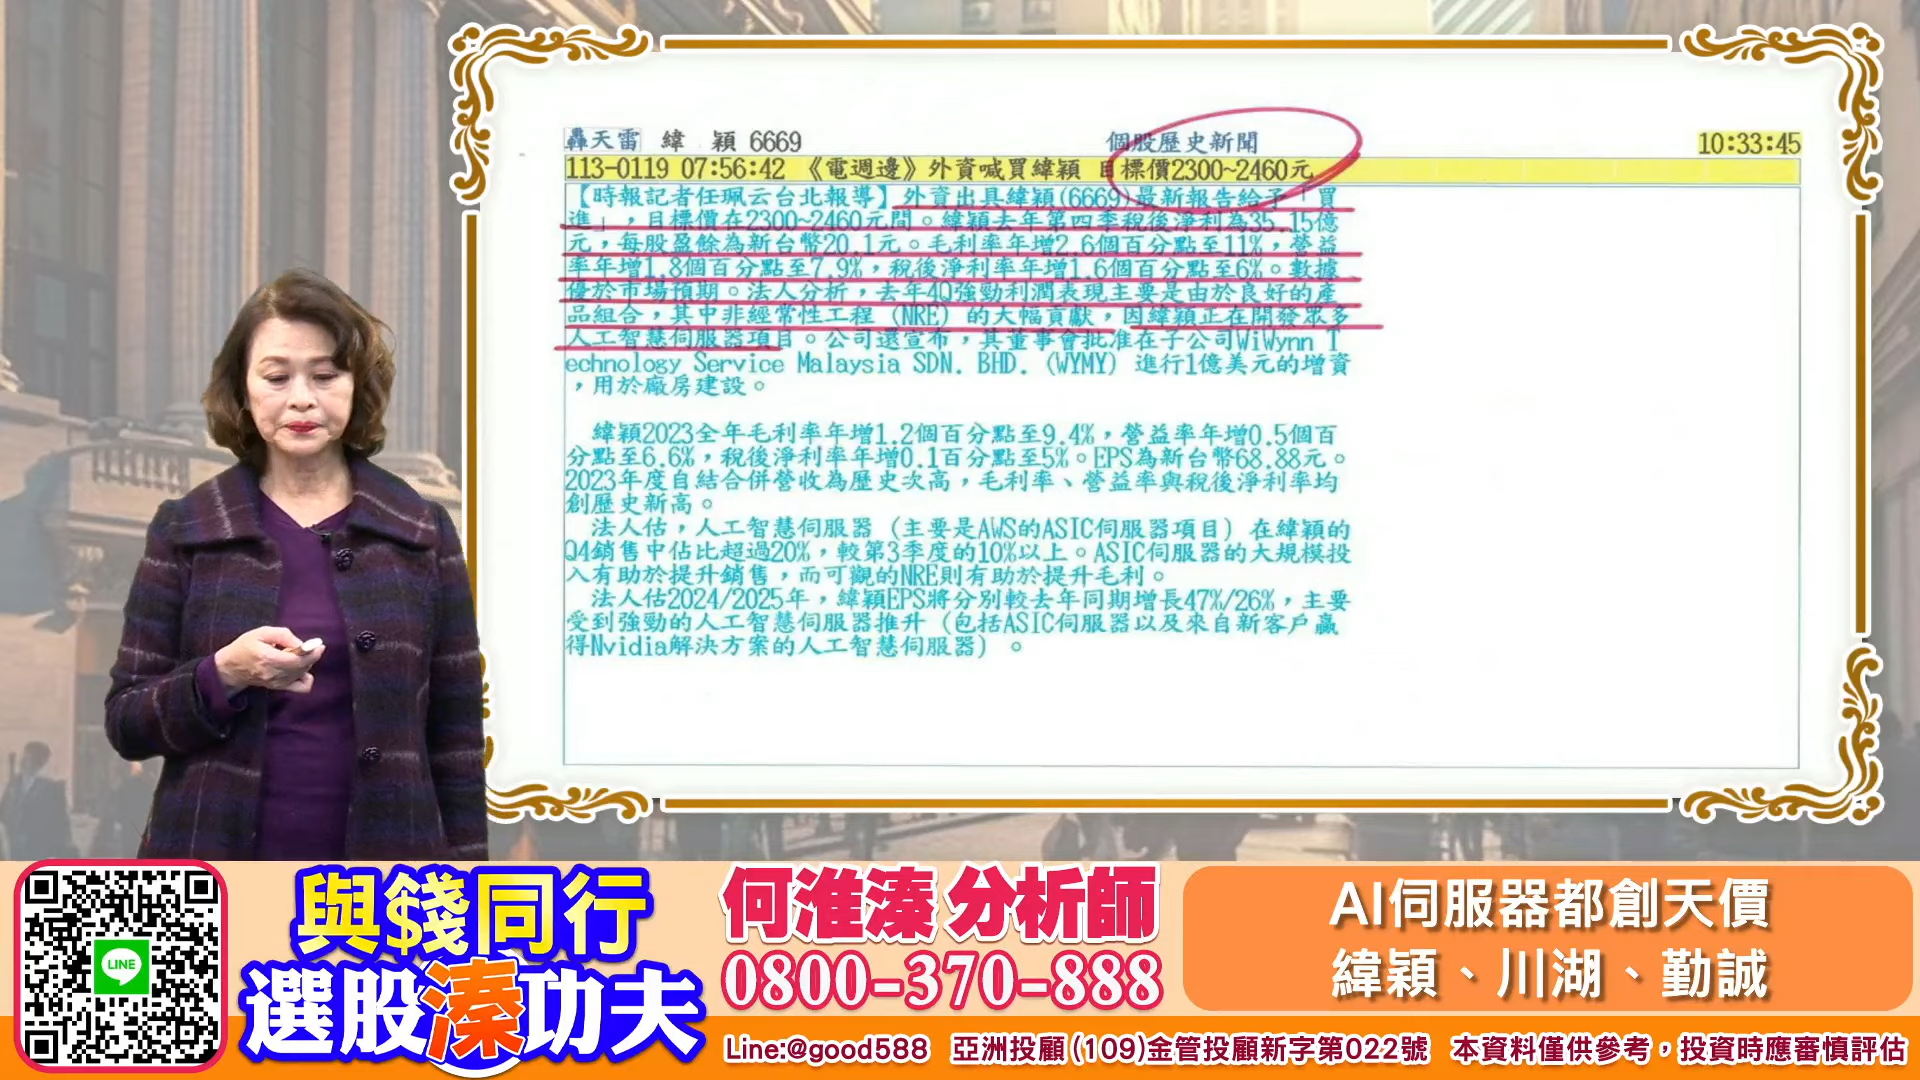 轟天雷 緯 穎 6669 個股歷史新聞 10:33:45
113-0119 07:56:42 《電週邊》外資喊買緯穎 目標價2300~2460元
【時報記者任珮云台北報導】外資出具緯穎(6669)最新報告給予「買
進」,目標價在2300~2460元間。緯穎去年第四季稅後淨利為35.15億
元,每股盈餘為新台幣20.1元。毛利率年增2.6個百分點至11%,營益
率年增1.8個百分點至7.9%,稅後淨利率年增1.6個百分點至6%。數據
優於市場預期。法人分析,去年4Q強勁利潤表現主要是由於良好的產
品組合,其中非經常性工程 (NRE) 的大幅貢獻,因緯穎正在開發眾多
人工智慧伺服器項目。公司還宣布,其董事會批准在子公司WiWynn T
echnology Service Malaysia SDN. BHD. (WYMY) 進行1億美元的增資
,用於廠房建設。
緯穎2023全年毛利率年增1.2個百分點至9.4%,營益率年增0.5個百
分點至6.6%,稅後淨利率年增0.1百分點至5%。EPS為新台幣68.88元。
2023年度自結合併營收為歷史次高,毛利率、營益率與稅後淨利率均
創歷史新高。
法人估,人工智慧伺服器 (主要是AWS的ASIC伺服器項目) 在緯穎的
Q4銷售中佔比超過20%,較第3季度的10%以上。ASIC伺服器的大規模投
入有助於提升銷售,而可觀的NRE則有助於提升毛利。
法人估2024/2025年,緯穎EPS將分別較去年同期增長47%/26%,主要
受到強勁的人工智慧伺服器推升 (包括ASIC伺服器以及來自新客戶贏
得Nvidia解決方案的人工智慧伺服器) 。
LINE
與錢同行
選股溱功夫
何淮溱 分析師
0800-370-888
AI伺服器都創天價
緯穎、川湖、勤誠
Line:@good588 亞洲投顧 (109)金管投顧新字第022號 本資料僅供參考,投資時應審慎評估